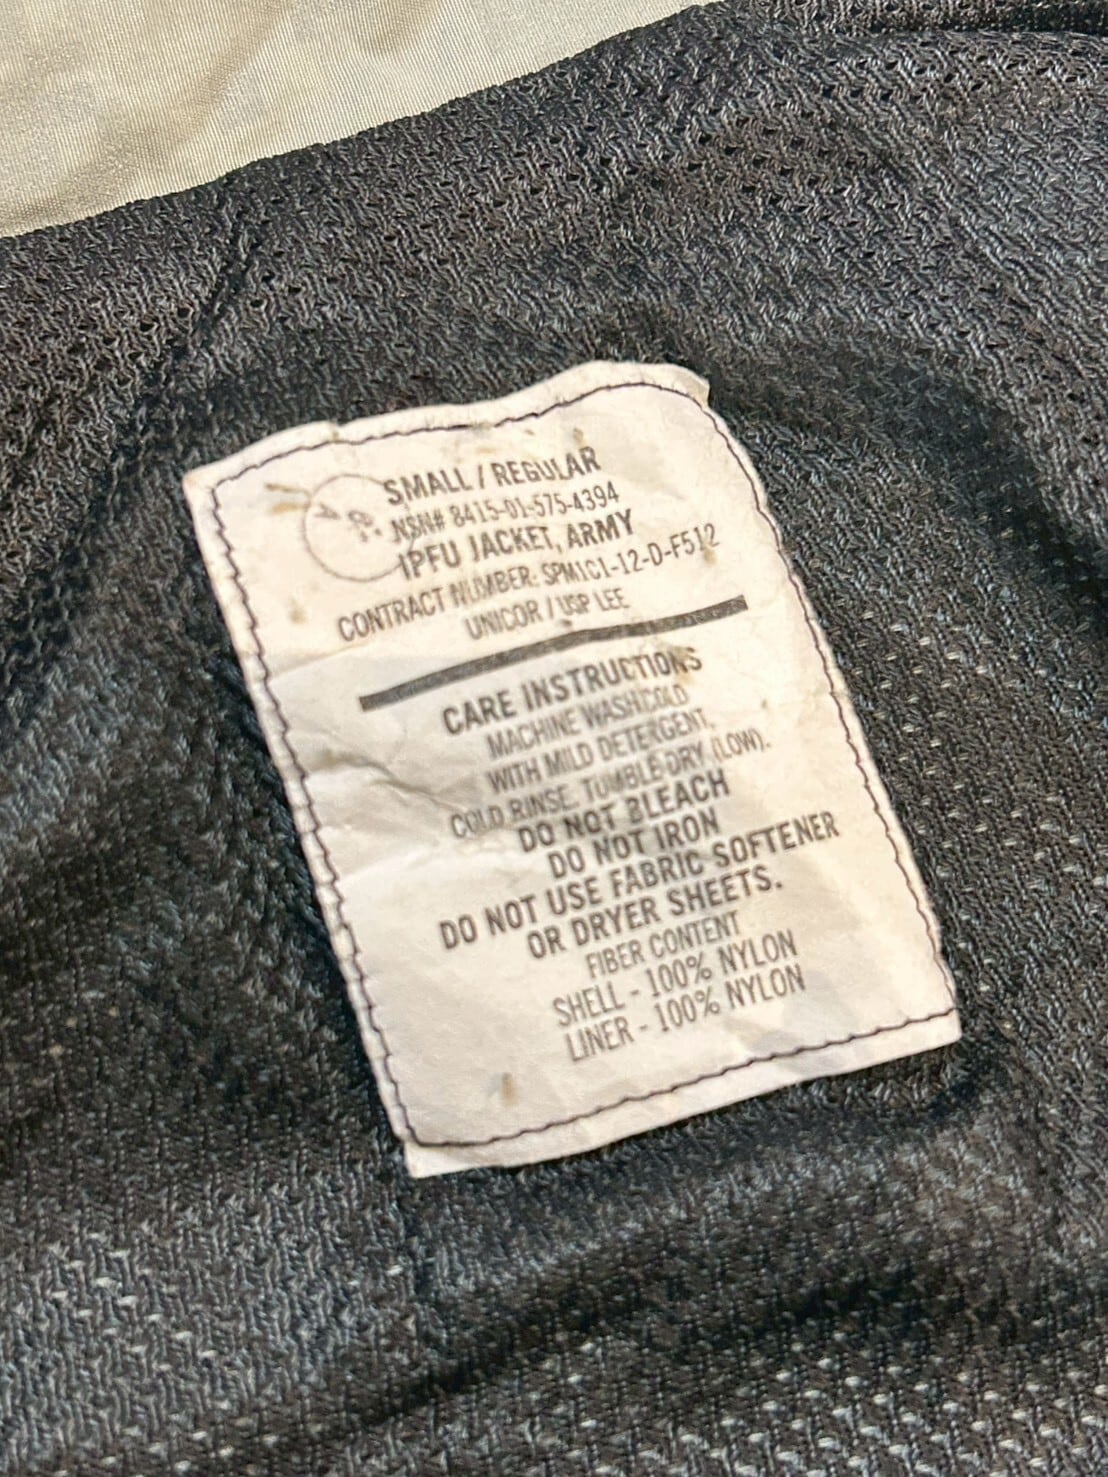 SMALL / REGULAR
NSN# 8415-01-575-4394
IPFU JACKET, ARMY
CONTRACT NUMBER: SPM1C1-12-D-F512
UNICOR / USP LEE
CARE INSTRUCTIONS
MACHINE WASH COLD
WITH MILD DETERGENT.
COLD RINSE. TUMBLE DRY (LOW).
DO NOT BLEACH
DO NOT IRON
DO NOT USE FABRIC SOFTENER
OR DRYER SHEETS.
FIBER CONTENT
SHELL - 100% NYLON
LINER - 100% NYLON